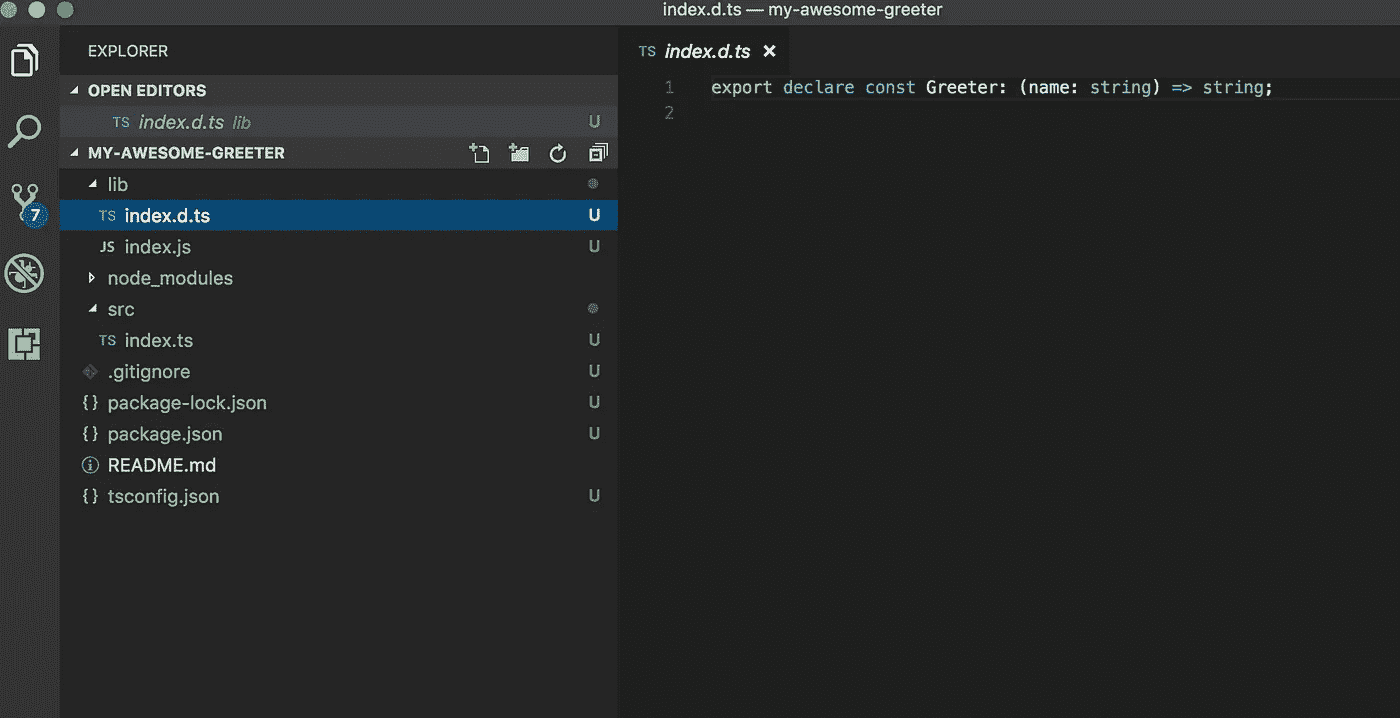 index.d.ts — my-awesome-greeter
EXPLORER
OPEN EDITORS
TS index.d.ts lib U
MY-AWESOME-GREETER
lib
TS index.d.ts U
JS index.js U
node_modules
src
TS index.ts U
.gitignore U
{} package-lock.json U
{} package.json U
README.md
{} tsconfig.json U
7
TS index.d.ts ×
1 export declare const Greeter: (name: string) => string;
2